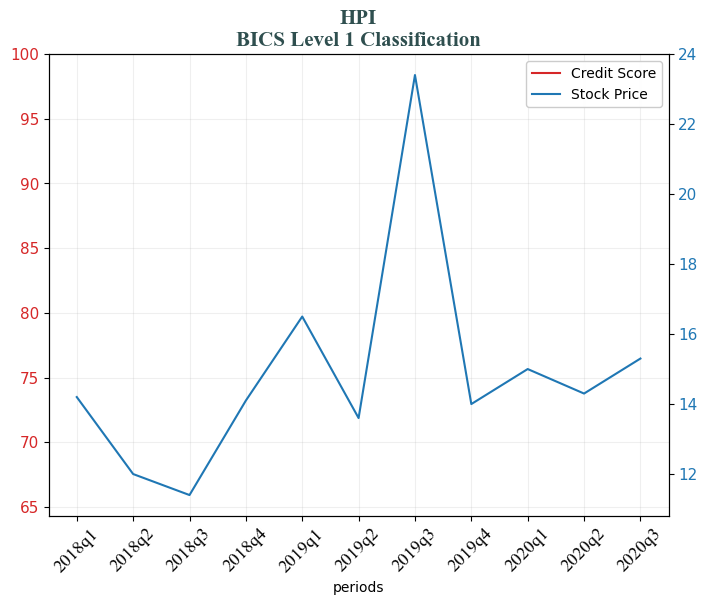 HPI
BICS Level 1 Classification
100
95
90
85
80
75
70
65
24
22
20
18
16
14
12
Credit Score
Stock Price
2018q1
2018q2
2018q3
2018q4
2019q1
2019q2
2019q3
2019q4
2020q1
2020q2
2020q3
periods